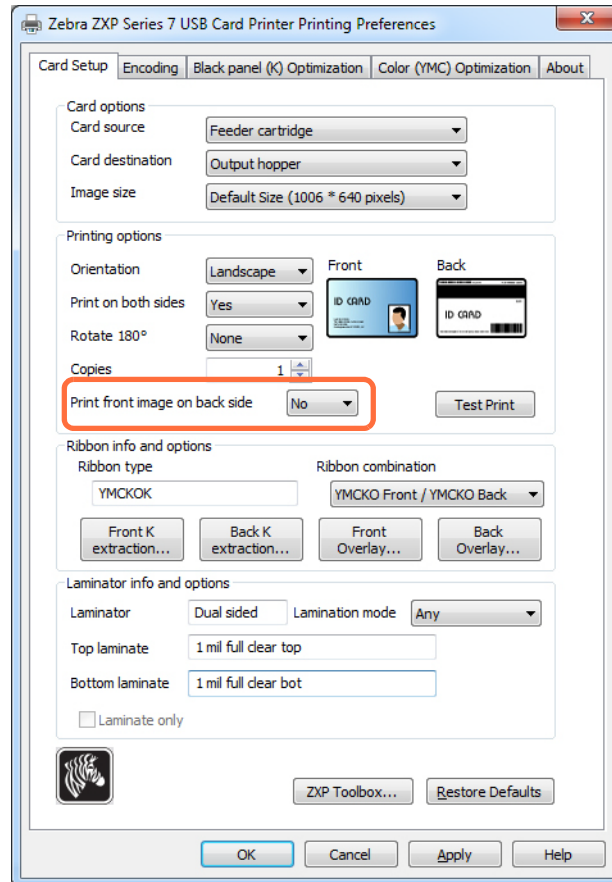 Zebra ZXP Series 7 USB Card Printer Printing Preferences
Card Setup Encoding Black panel (K) Optimization Color (YMC) Optimization About
Card options
Card source Feeder cartridge
Card destination Output hopper
Image size Default Size (1006 * 640 pixels)
Printing options
Orientation Landscape Front Back
Print on both sides Yes
ID CARD ID CARD
Rotate 180° None
Copies 1
Print front image on back side No Test Print
Ribbon info and options
Ribbon type Ribbon combination
YMCKOK YMCKO Front / YMCKO Back
Front K extraction... Back K extraction... Front Overlay... Back Overlay...
Laminator info and options
Laminator Dual sided Lamination mode Any
Top laminate 1 mil full clear top
Bottom laminate 1 mil full clear bot
Laminate only
ZXP Toolbox... Restore Defaults
OK Cancel Apply Help